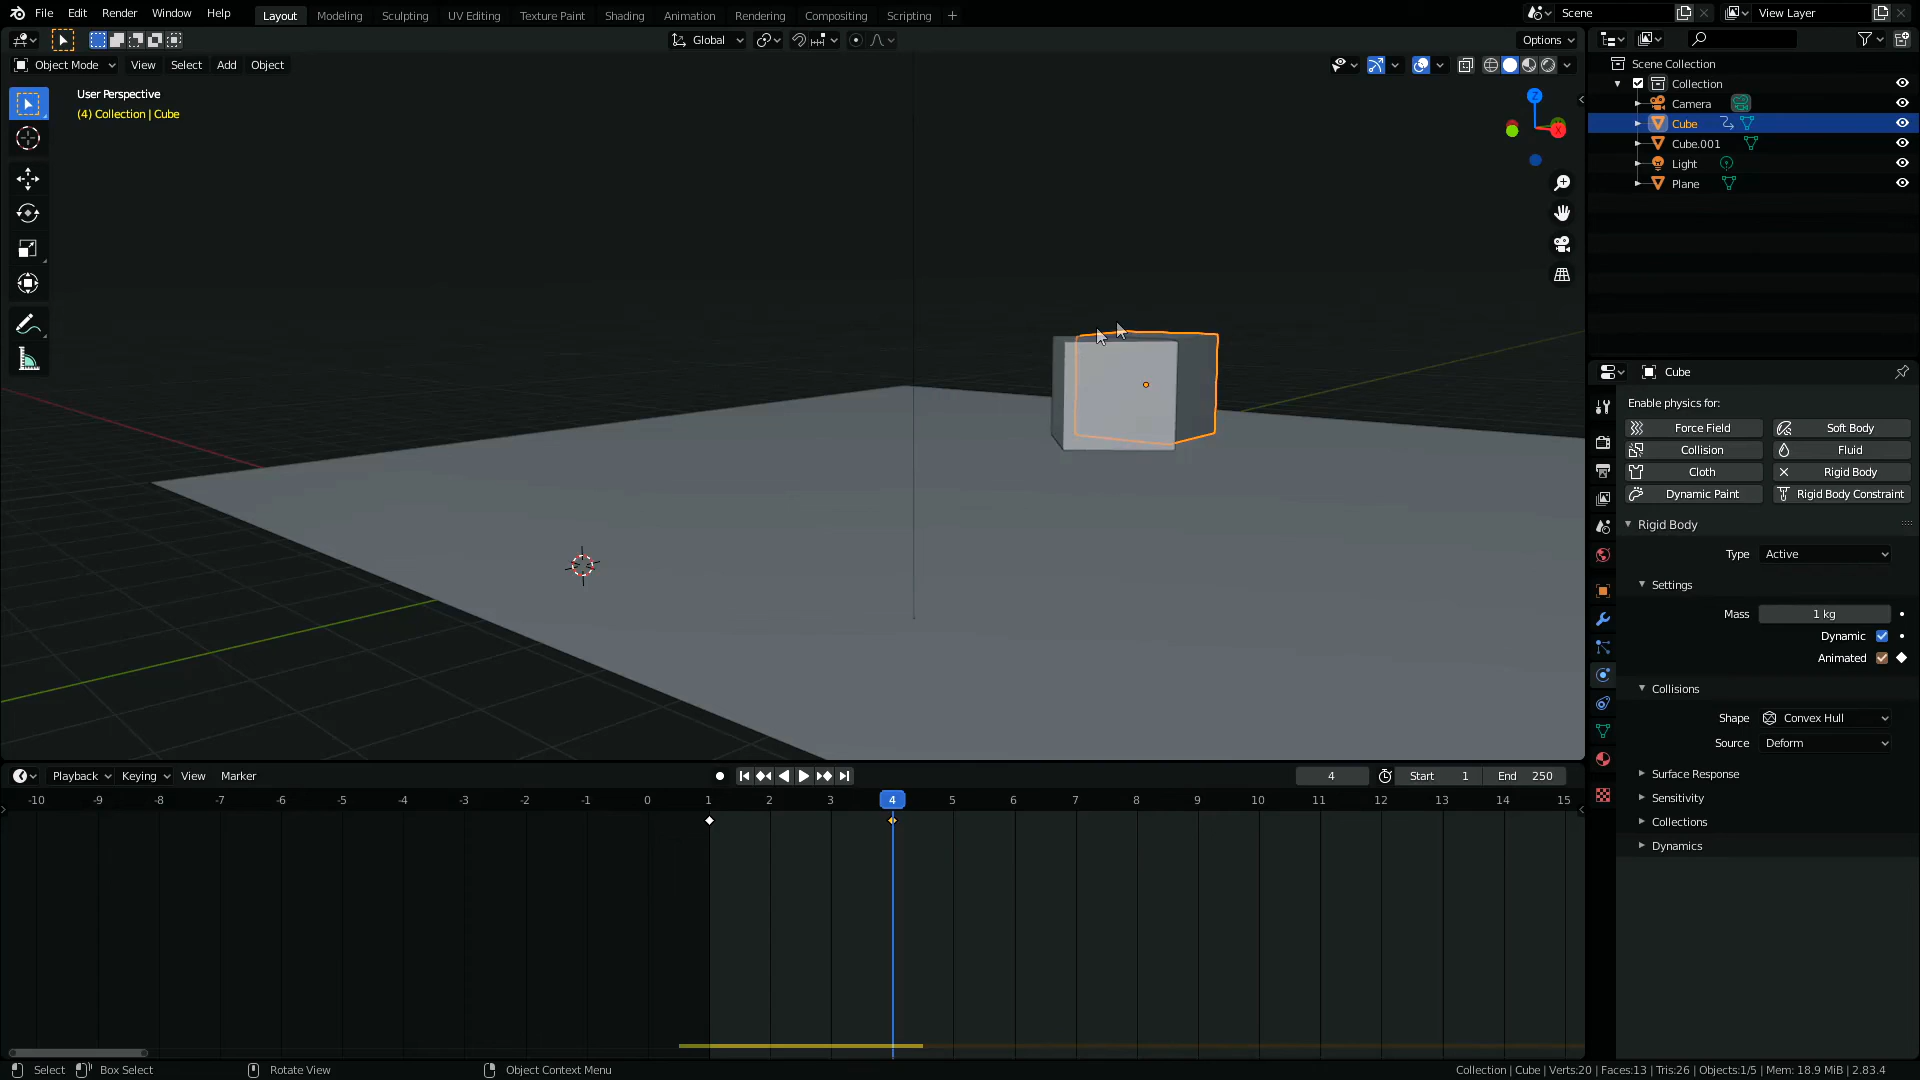 File Edit Render Window Help Layout Modeling Sculpting UV Editing Texture Paint Shading Animation Rendering Compositing Scripting + Scene View Layer
Global Options
Object Mode View Select Add Object
User Perspective
(4) Collection | Cube
Z
X
Scene Collection
Collection
Camera
Cube
Cube.001
Light
Plane
Cube
Enable physics for:
Force Field Soft Body
Collision Fluid
Cloth Rigid Body
Dynamic Paint Rigid Body Constraint
Rigid Body
Type Active
Settings
Mass 1 kg
Dynamic
Animated
Collisions
Shape Convex Hull
Source Deform
Surface Response
Sensitivity
Collections
Dynamics
Playback Keying View Marker 4 Start 1 End 250
-10 -9 -8 -7 -6 -5 -4 -3 -2 -1 0 1 2 3 4 5 6 7 8 9 10 11 12 13 14 15
Select Box Select Rotate View Object Context Menu Collection | Cube | Verts:20 | Faces:13 | Tris:26 | Objects:1/5 | Mem: 18.9 MiB | 2.83.4